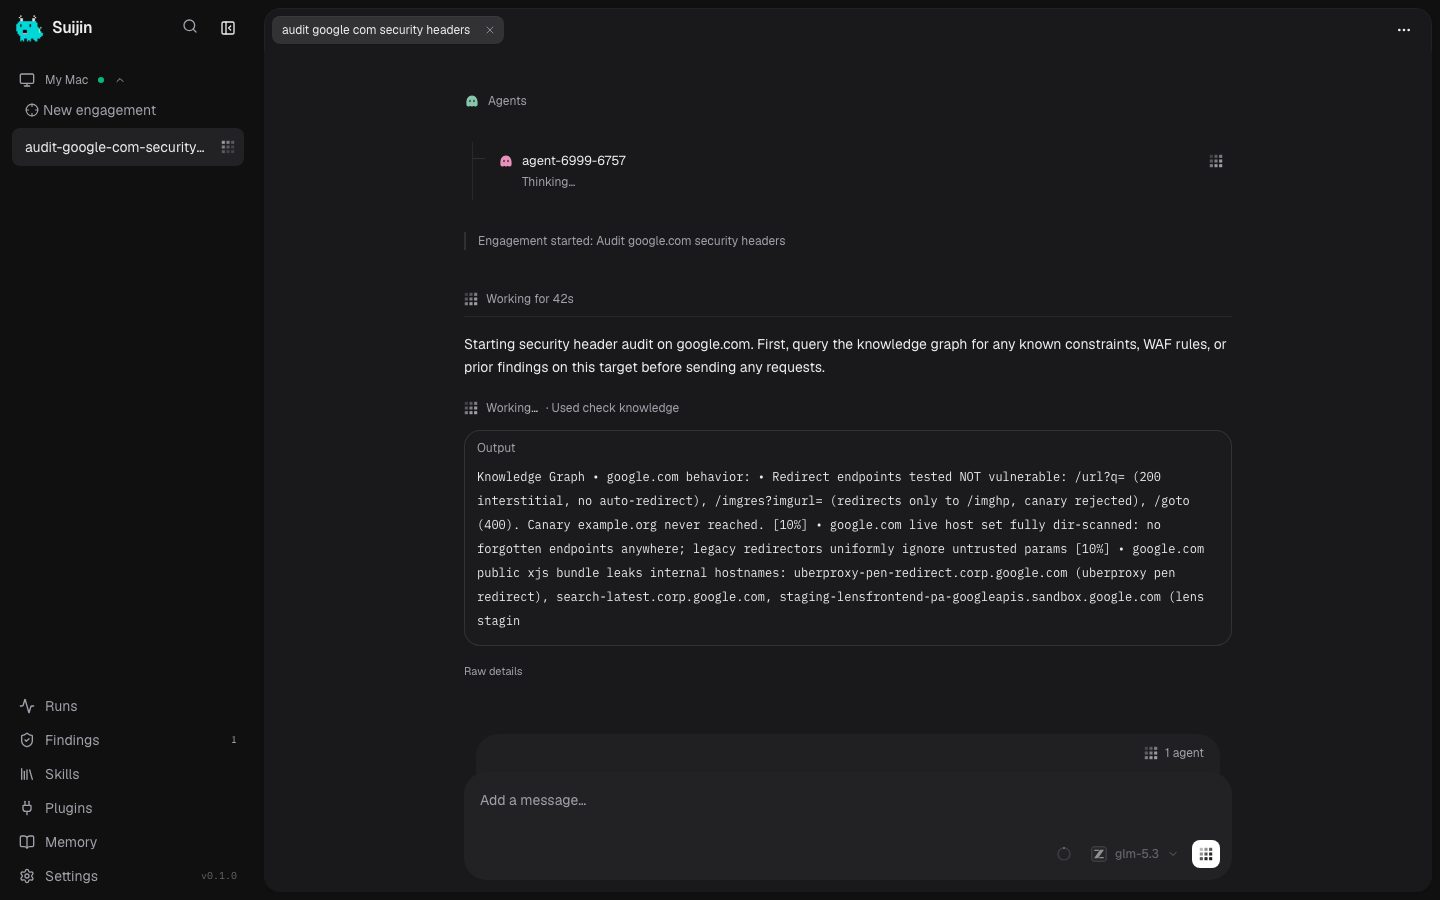 Suijin
My Mac
New engagement
audit-google-com-security...
audit google com security headers
Agents
agent-6999-6757
Thinking...
Engagement started: Audit google.com security headers
Working for 42s
Starting security header audit on google.com. First, query the knowledge graph for any known constraints, WAF rules, or
prior findings on this target before sending any requests.
Working... · Used check knowledge
Output
Knowledge Graph • google.com behavior: • Redirect endpoints tested NOT vulnerable: /url?q= (200
interstitial, no auto-redirect), /imgres?imgurl= (redirects only to /imghp, canary rejected), /goto
(400). Canary example.org never reached. [10%] • google.com live host set fully dir-scanned: no
forgotten endpoints anywhere; legacy redirectors uniformly ignore untrusted params [10%] • google.com
public xjs bundle leaks internal hostnames: uberproxy-pen-redirect.corp.google.com (uberproxy pen
redirect), search-latest.corp.google.com, staging-lensfrontend-pa-googleapis.sandbox.google.com (lens
stagin
Raw details
1 agent
Add a message...
glm-5.3
Runs
Findings 1
Skills
Plugins
Memory
Settings v0.1.0